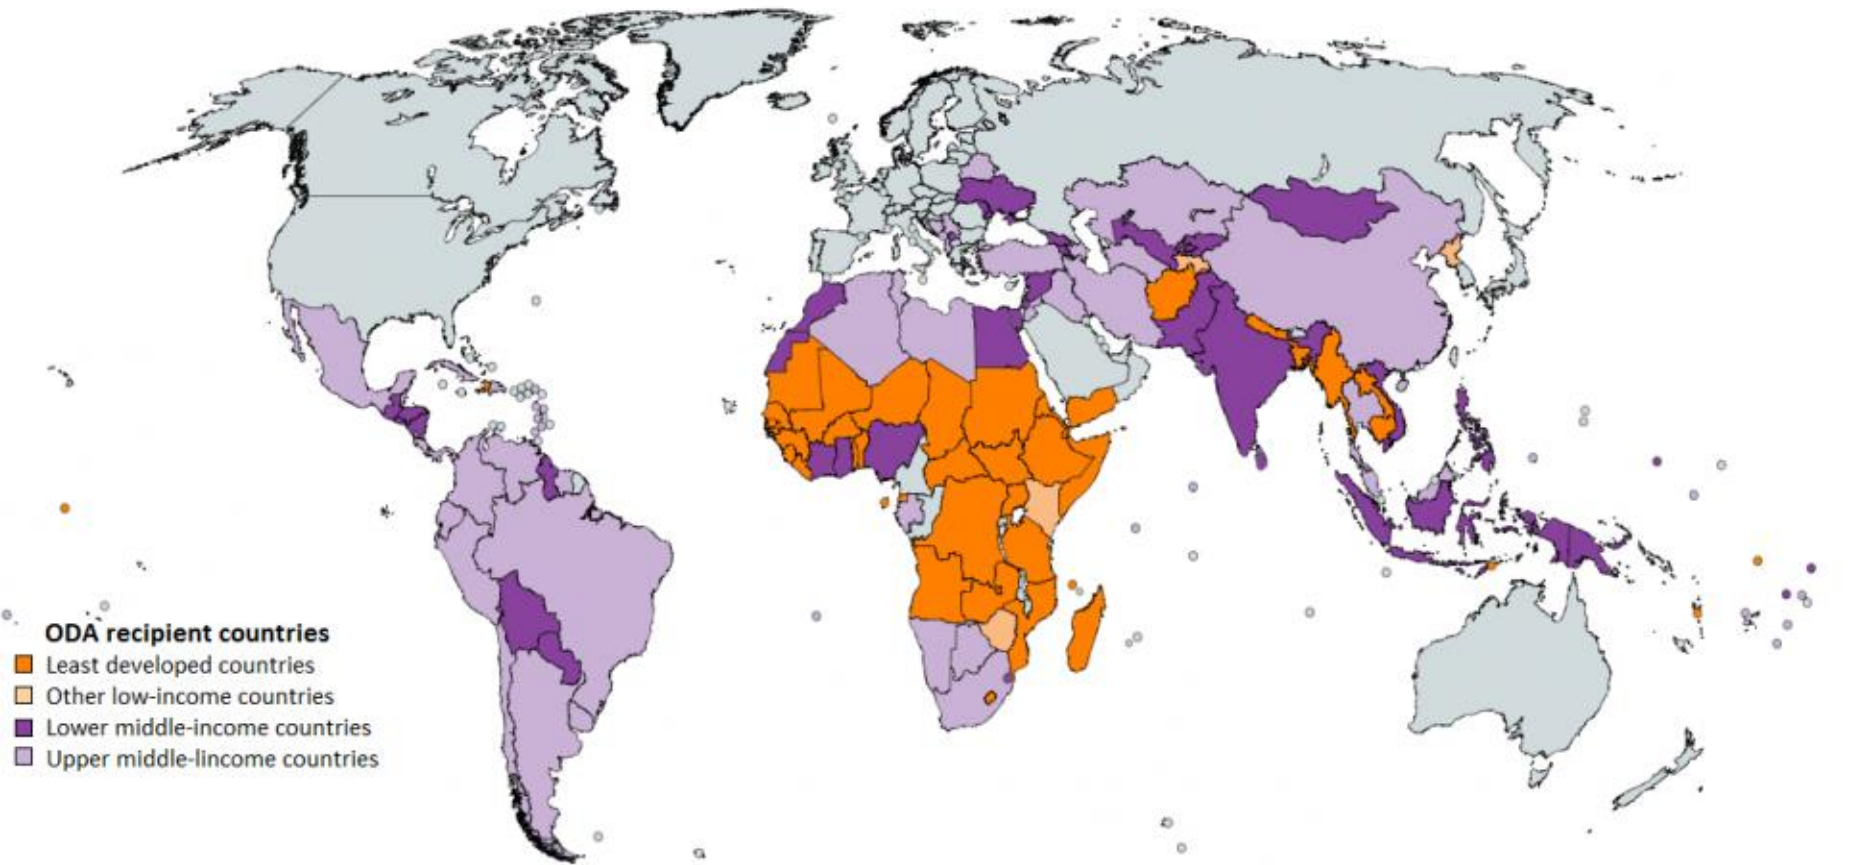 ODA recipient countries
Least developed countries
Other low-income countries
Lower middle-income countries
Upper middle-lincome countries